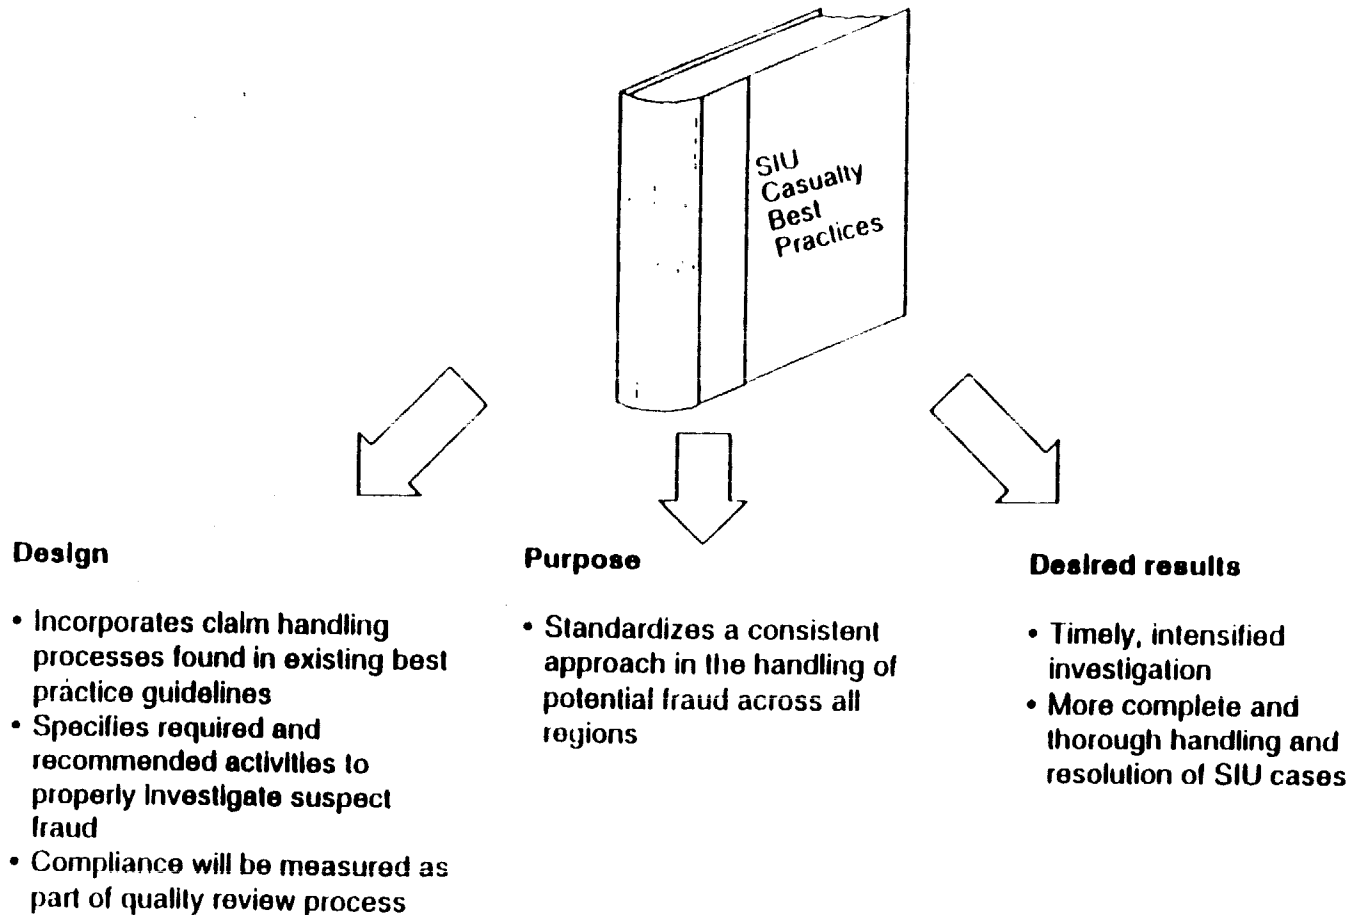 SIU
Casualty
Best
Practices
Design
• Incorporates claim handling
processes found in existing best
practice guidelines
• Specifies required and
recommended activities to
properly investigate suspect
fraud
• Compliance will be measured as
part of quality review process
Purpose
• Standardizes a consistent
approach in the handling of
potential fraud across all
regions
Desired results
• Timely, intensified
investigation
• More complete and
thorough handling and
resolution of SIU cases